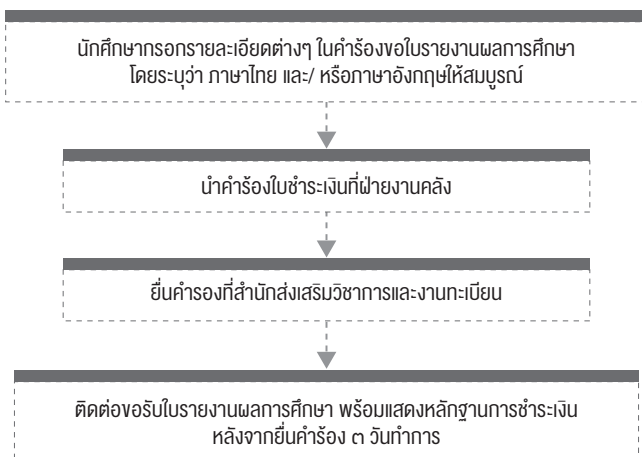 นักศึกษากรอกรายละเอียดต่างๆ ในคำร้องขอใบรายงานผลการศึกษา
โดยระบุว่า ภาษาไทย และ/ หรือภาษาอังกฤษให้สมบูรณ์
นำคำร้องใบชำระเงินที่ฝ่ายงานคลัง
ยื่นคำรองที่สำนักส่งเสริมวิชาการและงานทะเบียน
ติดต่อขอรับใบรายงานผลการศึกษา พร้อมแสดงหลักฐานการชำระเงิน
หลังจากยื่นคำร้อง ๓ วันทำการ